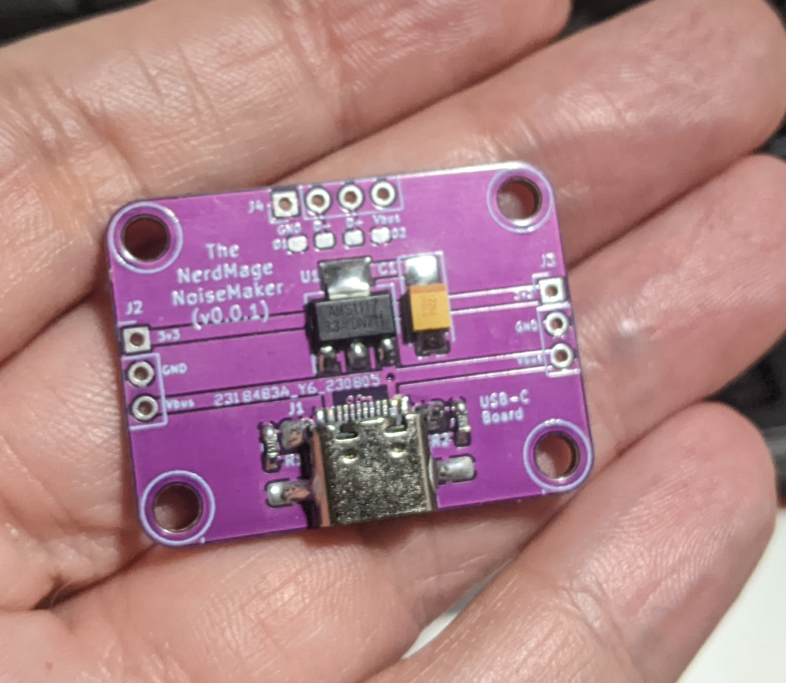 J4
GND D- D+ Vbus
D1 D2
The
NerdMage
NoiseMaker
(v0.0.1)
U1
C1
AMS1117
J3
3v3
GND
Vbus
J2
3v3
GND
Vbus
2318483A_Y6_230805
J1
USB-C
Board
R1
R2